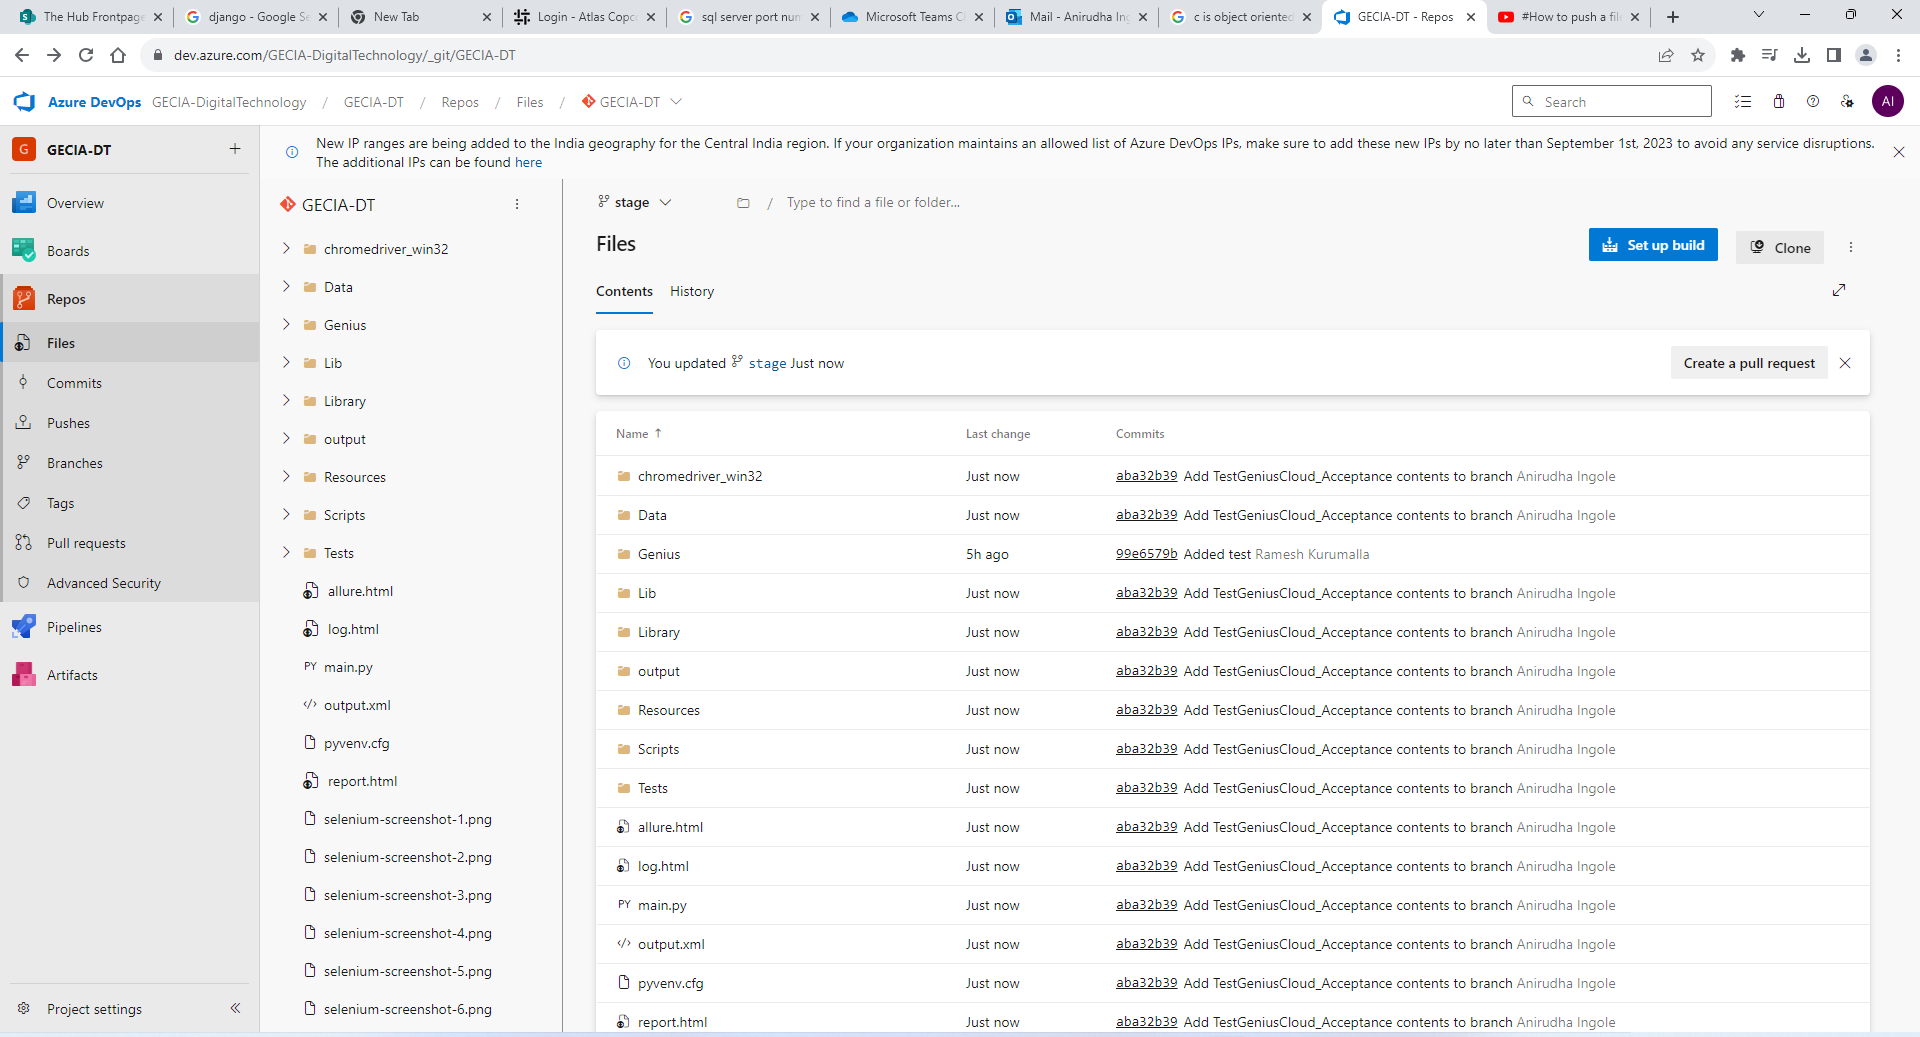 The Hub Frontpage
django - Google Se
New Tab
Login - Atlas Copc
sql server port num
Microsoft Teams C
Mail - Anirudha Ing
c is object oriented
GECIA-DT - Repos
#How to push a file
dev.azure.com/GECIA-DigitalTechnology/_git/GECIA-DT
Azure DevOps GECIA-DigitalTechnology / GECIA-DT / Repos / Files / GECIA-DT
Search
AI
G GECIA-DT
New IP ranges are being added to the India geography for the Central India region. If your organization maintains an allowed list of Azure DevOps IPs, make sure to add these new IPs by no later than September 1st, 2023 to avoid any service disruptions.
The additional IPs can be found here
Overview
Boards
Repos
Files
Commits
Pushes
Branches
Tags
Pull requests
Advanced Security
Pipelines
Artifacts
Project settings
GECIA-DT
chromedriver_win32
Data
Genius
Lib
Library
output
Resources
Scripts
Tests
allure.html
log.html
PY main.py
output.xml
pyvenv.cfg
report.html
selenium-screenshot-1.png
selenium-screenshot-2.png
selenium-screenshot-3.png
selenium-screenshot-4.png
selenium-screenshot-5.png
selenium-screenshot-6.png
stage / Type to find a file or folder...
Files
Set up build
Clone
Contents History
You updated stage Just now
Create a pull request
Name Last change Commits
chromedriver_win32 Just now aba32b39 Add TestGeniusCloud_Acceptance contents to branch Anirudha Ingole
Data Just now aba32b39 Add TestGeniusCloud_Acceptance contents to branch Anirudha Ingole
Genius 5h ago 99e6579b Added test Ramesh Kurumalla
Lib Just now aba32b39 Add TestGeniusCloud_Acceptance contents to branch Anirudha Ingole
Library Just now aba32b39 Add TestGeniusCloud_Acceptance contents to branch Anirudha Ingole
output Just now aba32b39 Add TestGeniusCloud_Acceptance contents to branch Anirudha Ingole
Resources Just now aba32b39 Add TestGeniusCloud_Acceptance contents to branch Anirudha Ingole
Scripts Just now aba32b39 Add TestGeniusCloud_Acceptance contents to branch Anirudha Ingole
Tests Just now aba32b39 Add TestGeniusCloud_Acceptance contents to branch Anirudha Ingole
allure.html Just now aba32b39 Add TestGeniusCloud_Acceptance contents to branch Anirudha Ingole
log.html Just now aba32b39 Add TestGeniusCloud_Acceptance contents to branch Anirudha Ingole
PY main.py Just now aba32b39 Add TestGeniusCloud_Acceptance contents to branch Anirudha Ingole
output.xml Just now aba32b39 Add TestGeniusCloud_Acceptance contents to branch Anirudha Ingole
pyvenv.cfg Just now aba32b39 Add TestGeniusCloud_Acceptance contents to branch Anirudha Ingole
report.html Just now aba32b39 Add TestGeniusCloud_Acceptance contents to branch Anirudha Ingole